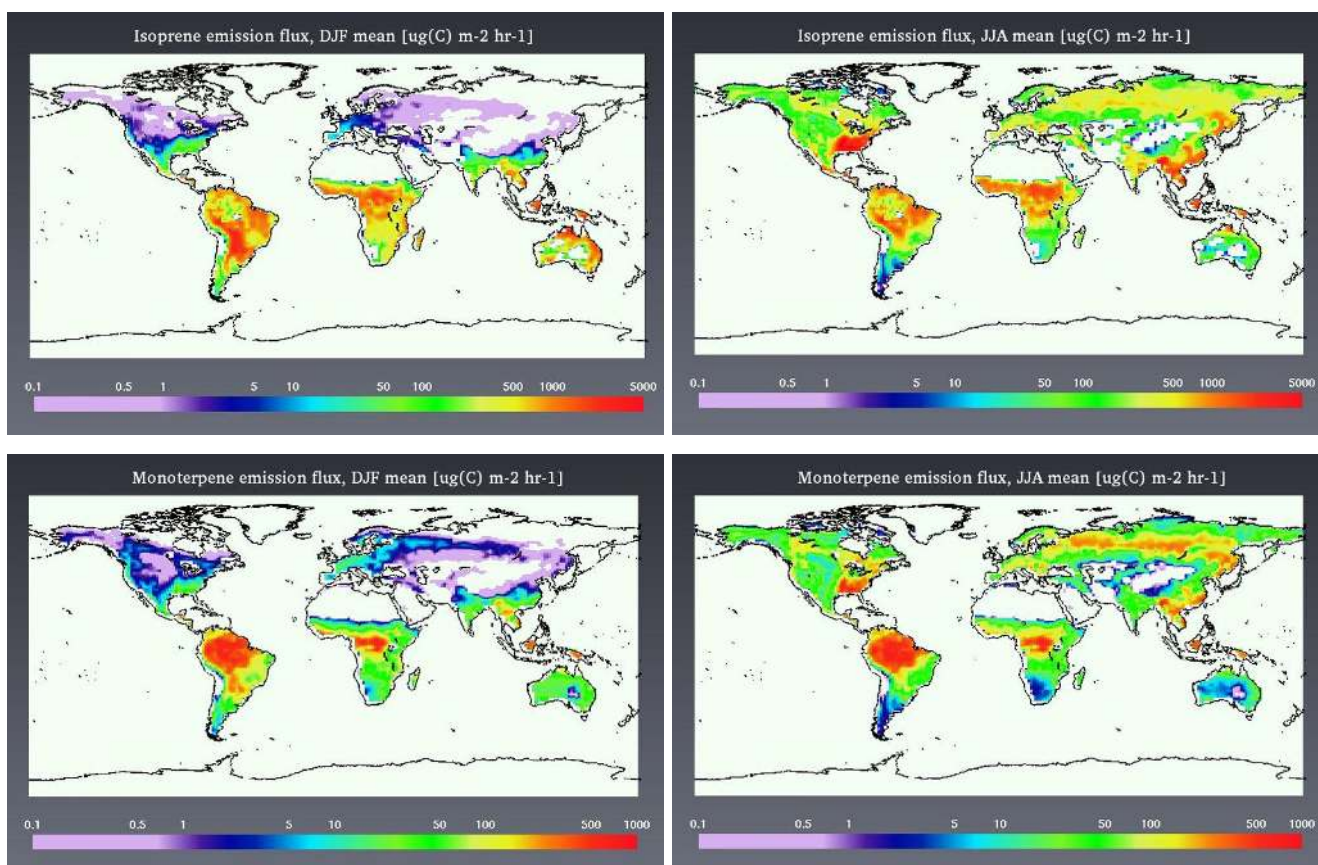 Isoprene emission flux, DJF mean [ug(C) m-2 hr-1]
0.1 0.5 1 5 10 50 100 500 1000 5000
Isoprene emission flux, JJA mean [ug(C) m-2 hr-1]
0.1 0.5 1 5 10 50 100 500 1000 5000
Monoterpene emission flux, DJF mean [ug(C) m-2 hr-1]
0.1 0.5 1 5 10 50 100 500 1000
Monoterpene emission flux, JJA mean [ug(C) m-2 hr-1]
0.1 0.5 1 5 10 50 100 500 1000